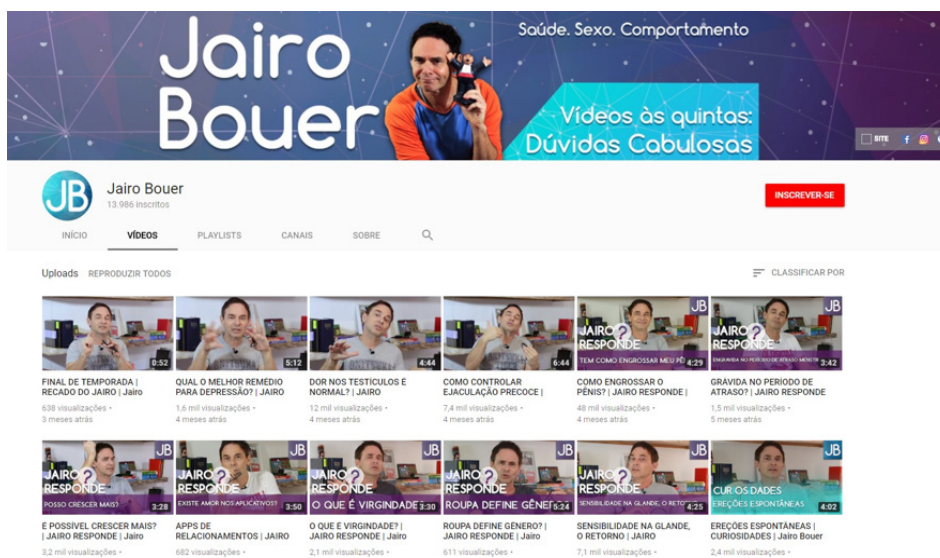 Jairo
Bouer
Saúde. Sexo. Comportamento
Vídeos às quintas:
Dúvidas Cabulosas
SITE
JB
Jairo Bouer
13.986 inscritos
INSCREVER-SE
INÍCIO VÍDEOS PLAYLISTS CANAIS SOBRE
Uploads REPRODUZIR TODOS
CLASSIFICAR POR
0:52
5:12
4:44
6:44
JB
JAIRO?
RESPONDE
TEM COMO ENGROSSAR MEU PÊ
4:29
JB
JAIRO?
RESPONDE
3:42
FINAL DE TEMPORADA |
RECADO DO JAIRO | Jairo
638 visualizações •
3 meses atrás
QUAL O MELHOR REMÉDIO
PARA DEPRESSÃO? | JAIRO
1,6 mil visualizações •
4 meses atrás
DOR NOS TESTÍCULOS É
NORMAL? | JAIRO
12 mil visualizações •
4 meses atrás
COMO CONTROLAR
EJACULAÇÃO PRECOCE |
7,4 mil visualizações •
4 meses atrás
COMO ENGROSSAR O
PÊNIS? | JAIRO RESPONDE |
48 mil visualizações •
4 meses atrás
GRÁVIDA NO PERÍODO DE
ATRASO? | JAIRO RESPONDE
1,5 mil visualizações •
5 meses atrás
JB
JAIRO?
RESPONDE
POSSO CRESCER MAIS?
3:28
JB
JAIRO?
RESPONDE
EXISTE AMOR NOS APLICATIVOS?
3:50
JB
JAIRO?
RESPONDE
O QUE É VIRGINDADE
3:30
JB
JAIRO?
RESPONDE
ROUPA DEFINE GÊNER
5:24
JB
JAIRO?
RESPONDE
SENSIBILIDADE NA GLANDE, O RETO
4:25
JB
CURIOSIDADES
EREÇÕES ESPONTÂNEAS
4:02
É POSSÍVEL CRESCER MAIS?
| JAIRO RESPONDE | Jairo
3,2 mil visualizações •
APPS DE
RELACIONAMENTOS | JAIRO
682 visualizações •
O QUE É VIRGINDADE? |
JAIRO RESPONDE | Jairo
2,1 mil visualizações •
ROUPA DEFINE GÊNERO? |
JAIRO RESPONDE | Jairo
611 visualizações •
SENSIBILIDADE NA GLANDE,
O RETORNO | JAIRO
7,1 mil visualizações •
EREÇÕES ESPONTÂNEAS |
CURIOSIDADES | Jairo Bouer
2,4 mil visualizações •